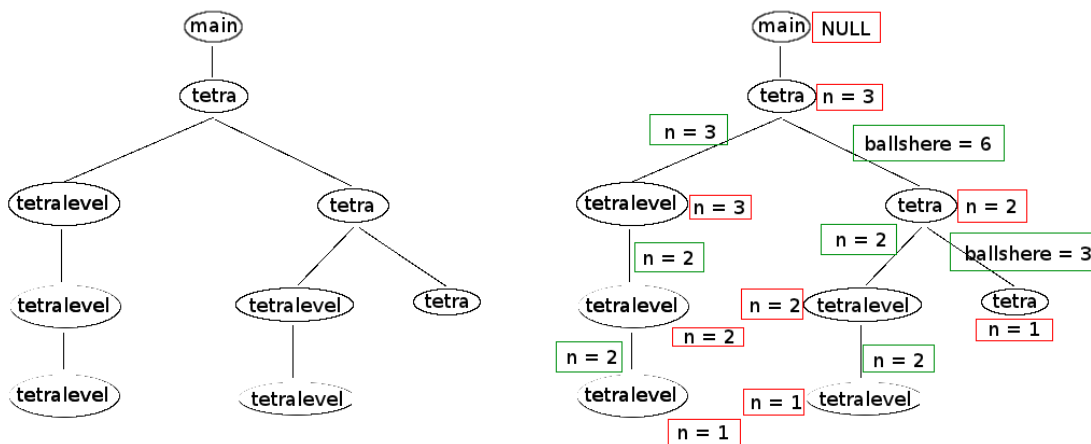 main
tetra
tetralevel
tetra
tetralevel
tetralevel
tetra
tetralevel
tetralevel
main
NULL
tetra
n = 3
n = 3
ballshere = 6
tetralevel
n = 3
tetra
n = 2
n = 2
n = 2
ballshere = 3
tetralevel
n = 2
n = 2
tetralevel
tetra
n = 1
n = 2
n = 2
tetralevel
n = 1
n = 1
tetralevel